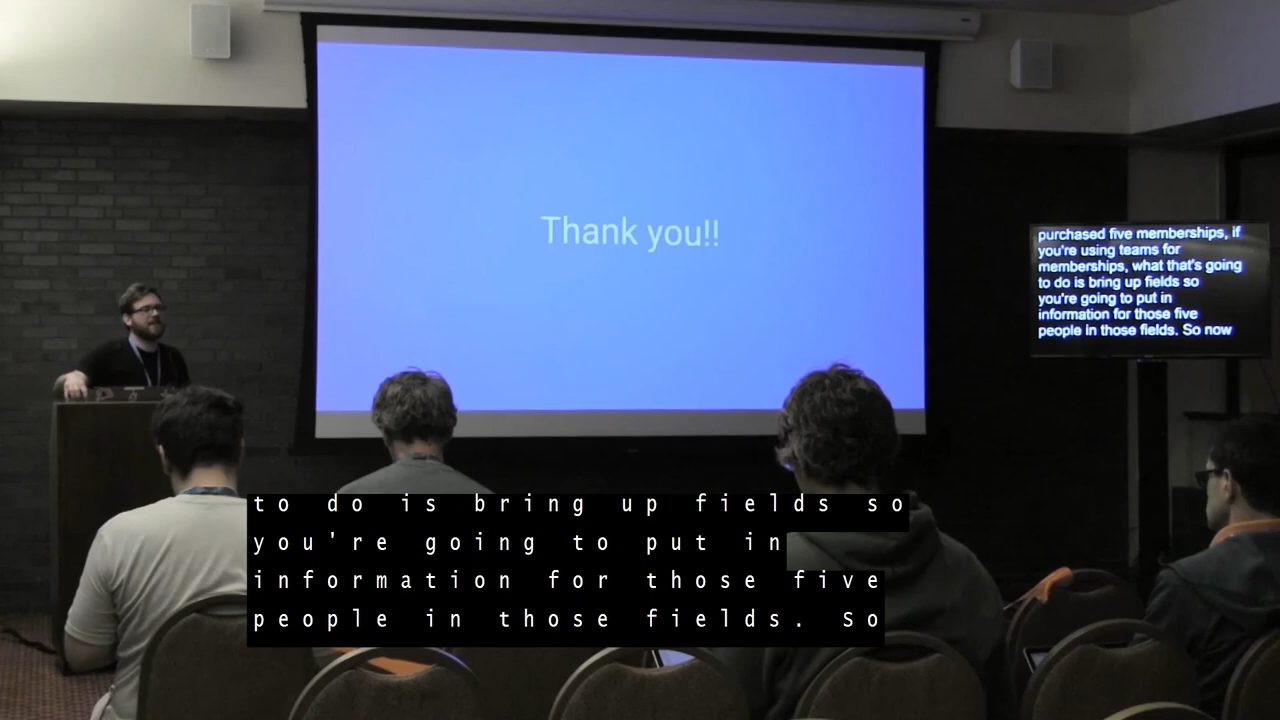 Thank you!!
purchased five memberships, if
you're using teams for
memberships, what that's going
to do is bring up fields so
you're going to put in
information for those five
people in those fields. So now
to do is bring up fields so
you're going to put in
information for those five
people in those fields. So